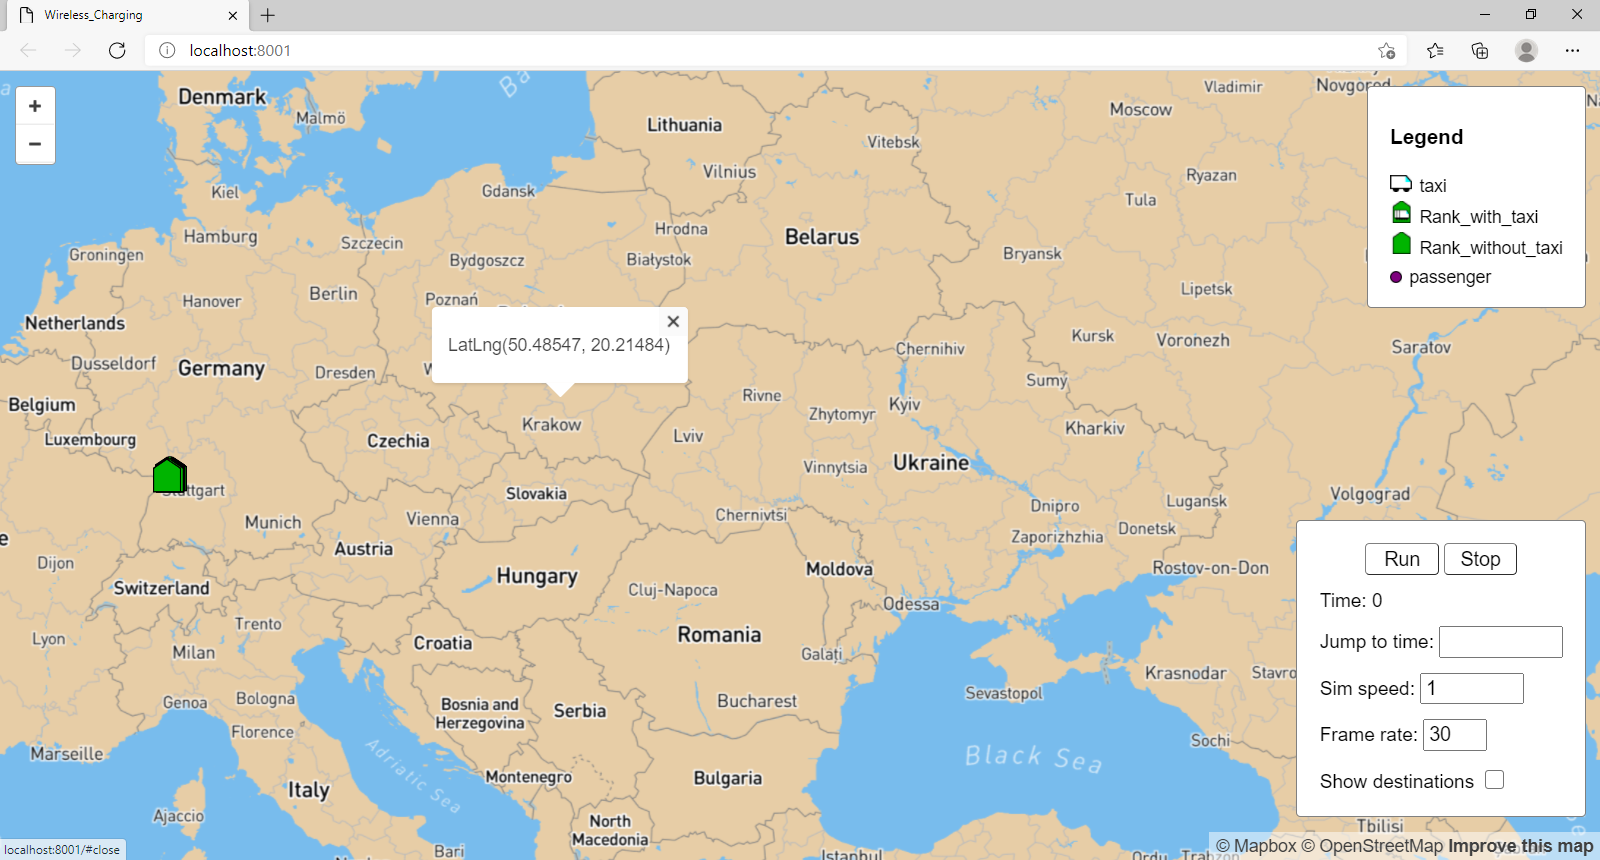 Wireless_Charging
localhost:8001
Denmark
Malmö
Lithuania
Vladimir
Novgorod
Moscow
Vitebsk
Legend
Kiel
Gdansk
Vilnius
Ryazan
taxi
Tula
Rank_with_taxi
Hamburg
Szczecin
Hrodna
Belarus
Rank_without_taxi
Groningen
Bydgoszcz
Białystok
Bryansk
passenger
Hanover
Berlin
Poznań
Lipetsk
Netherlands
LatLng(50.48547, 20.21484)
Chernihiv
Kursk
Voronezh
Saratov
Dusseldorf
Germany
Dresden
Sumy
Belgium
Rivne
Zhytomyr
Kyiv
Luxembourg
Czechia
Krakow
Lviv
Kharkiv
Vinnytsia
Ukraine
Stuttgart
Slovakia
Volgograd
Munich
Vienna
Chernivtsi
Dnipro
Lugansk
Austria
Zaporizhzhia
Donetsk
Dijon
Switzerland
Hungary
Cluj-Napoca
Moldova
Rostov-on-Don
Run
Stop
Time: 0
Trento
Odessa
Lyon
Milan
Croatia
Romania
Galați
Jump to time:
Genoa
Bologna
Bosnia and
Herzegovina
Serbia
Bucharest
Sevastopol
Krasnodar
Stavro
Sim speed: 1
Florence
Marseille
Adriatic Sea
Montenegro
Bulgaria
Black Sea
Sochi
Frame rate: 30
Italy
Show destinations
Ajaccio
North
Macedonia
Tbilisi
localhost:8001/#close
Bari
Istanbul
Ordu
Trabzon
© Mapbox © OpenStreetMap Improve this map